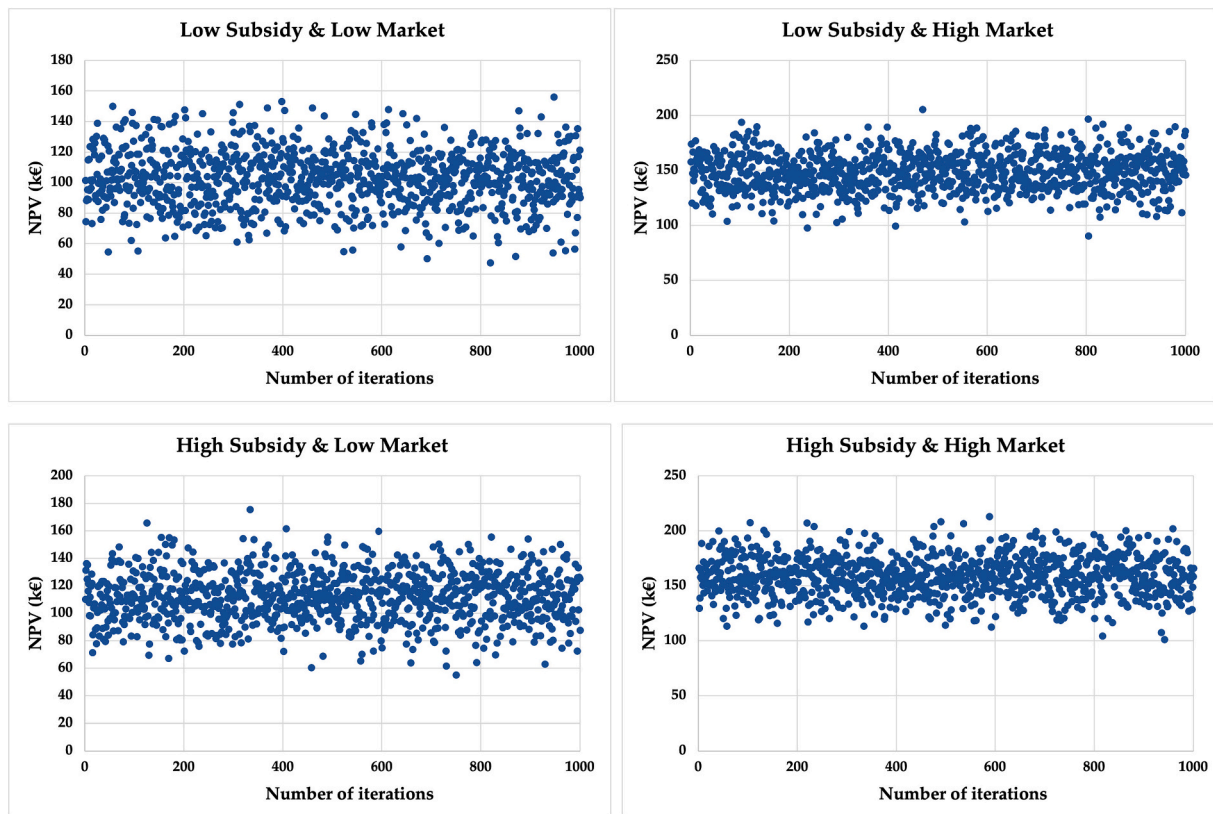 Low Subsidy & Low Market
180
160
140
120
100
80
60
40
20
0
NPV (k€)
0 200 400 600 800 1000
Number of iterations
Low Subsidy & High Market
250
200
150
100
50
0
NPV (k€)
0 200 400 600 800 1000
Number of iterations
High Subsidy & Low Market
200
180
160
140
120
100
80
60
40
20
0
NPV (k€)
0 200 400 600 800 1000
Number of iterations
High Subsidy & High Market
250
200
150
100
50
0
NPV (k€)
0 200 400 600 800 1000
Number of iterations